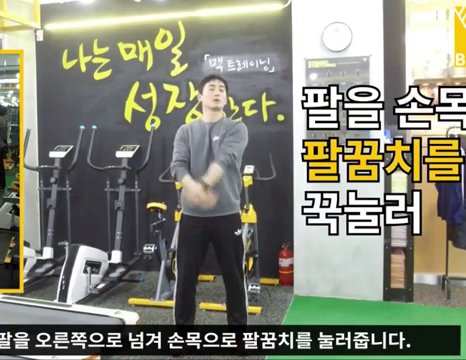 나는 매일
「맥 트레이닝」
성장한다.
팔을 손목
팔꿈치를
꾹눌러
팔을 오른쪽으로 넘겨 손목으로 팔꿈치를 눌러줍니다.